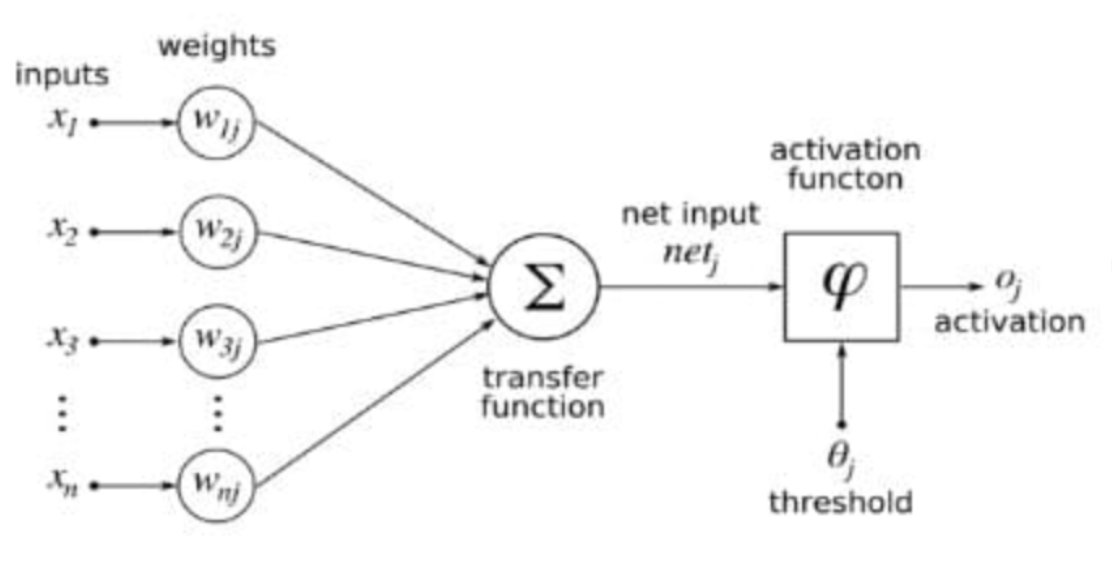 weights
inputs
x1
w1j
x2
w2j
x3
w3j
⋮
⋮
xn
wnj
Σ
transfer
function
net input
netj
activation
functon
φ
oj
activation
θj
threshold